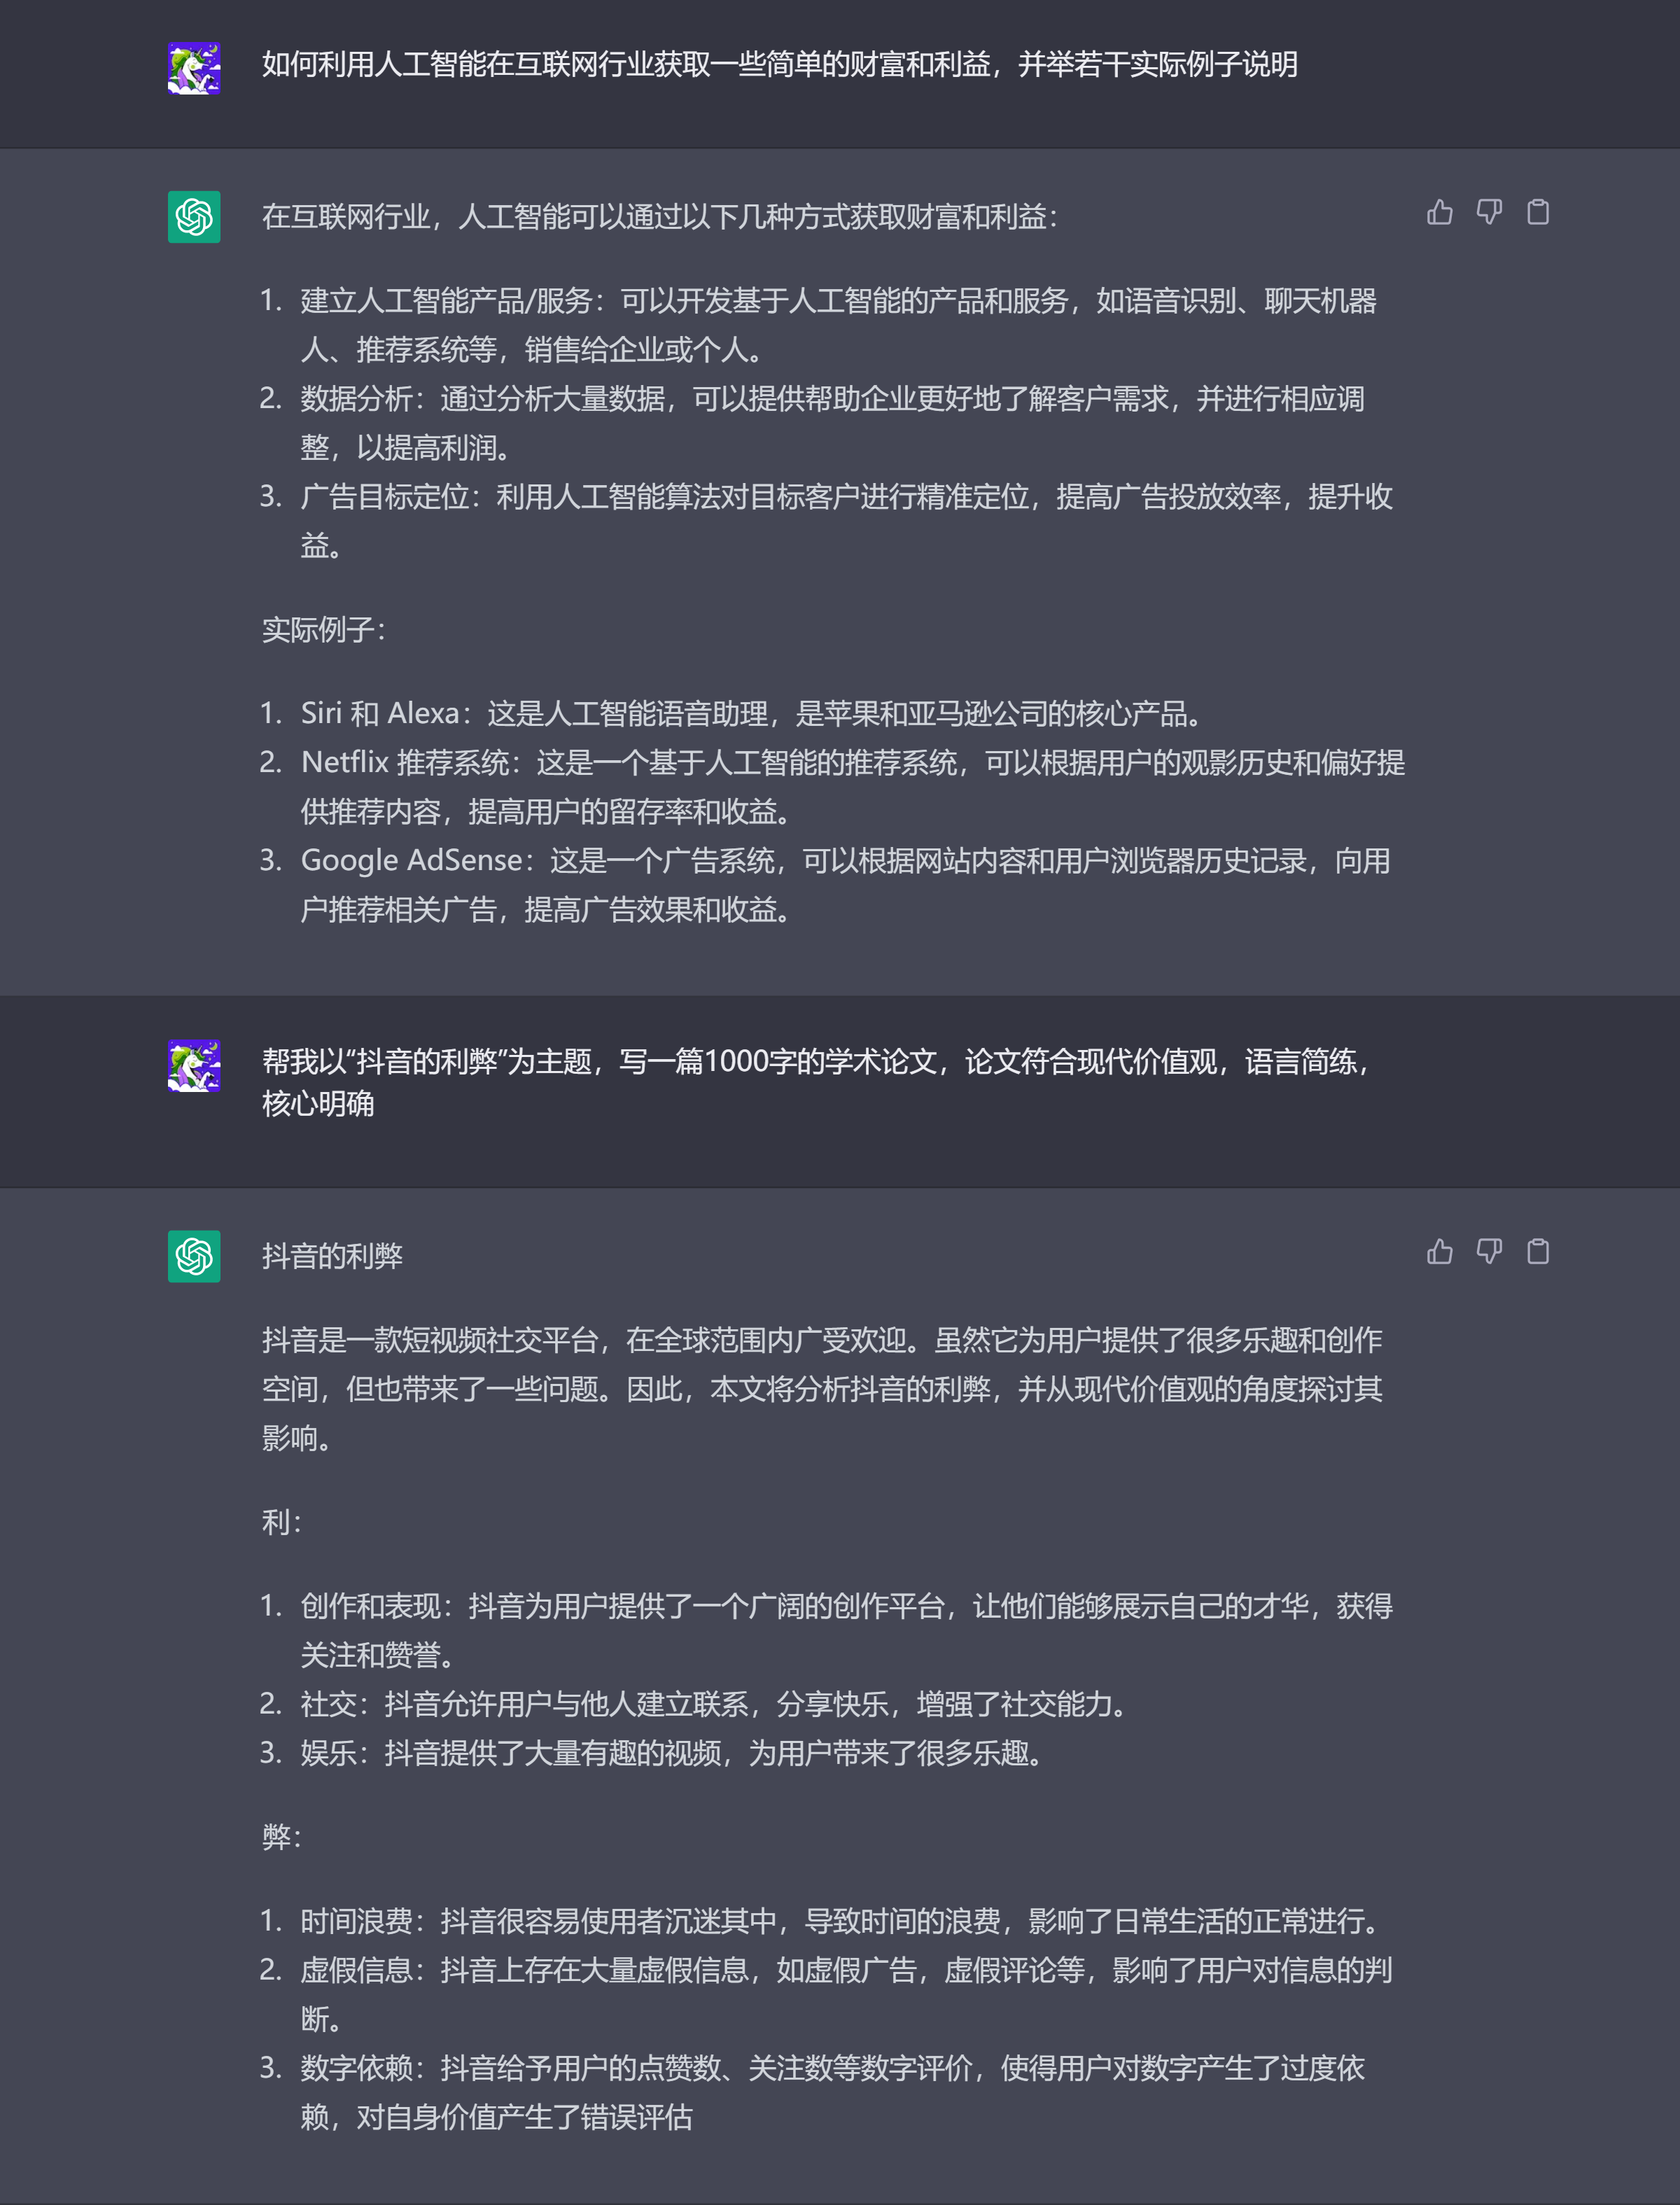 如何利用人工智能在互联网行业获取一些简单的财富和利益，并举若干实际例子说明
在互联网行业，人工智能可以通过以下几种方式获取财富和利益：
1. 建立人工智能产品/服务：可以开发基于人工智能的产品和服务，如语音识别、聊天机器
人、推荐系统等，销售给企业或个人。
2. 数据分析：通过分析大量数据，可以提供帮助企业更好地了解客户需求，并进行相应调
整，以提高利润。
3. 广告目标定位：利用人工智能算法对目标客户进行精准定位，提高广告投放效率，提升收
益。
实际例子：
1. Siri 和 Alexa：这是人工智能语音助理，是苹果和亚马逊公司的核心产品。
2. Netflix 推荐系统：这是一个基于人工智能的推荐系统，可以根据用户的观影历史和偏好提
供推荐内容，提高用户的留存率和收益。
3. Google AdSense：这是一个广告系统，可以根据网站内容和用户浏览器历史记录，向用
户推荐相关广告，提高广告效果和收益。
帮我以“抖音的利弊”为主题，写一篇1000字的学术论文，论文符合现代价值观，语言简练，
核心明确
抖音的利弊
抖音是一款短视频社交平台，在全球范围内广受欢迎。虽然它为用户提供了很多乐趣和创作
空间，但也带来了一些问题。因此，本文将分析抖音的利弊，并从现代价值观的角度探讨其
影响。
利：
1. 创作和表现：抖音为用户提供了一个广阔的创作平台，让他们能够展示自己的才华，获得
关注和赞誉。
2. 社交：抖音允许用户与他人建立联系，分享快乐，增强了社交能力。
3. 娱乐：抖音提供了大量有趣的视频，为用户带来了很多乐趣。
弊：
1. 时间浪费：抖音很容易使用者沉迷其中，导致时间的浪费，影响了日常生活的正常进行。
2. 虚假信息：抖音上存在大量虚假信息，如虚假广告，虚假评论等，影响了用户对信息的判
断。
3. 数字依赖：抖音给予用户的点赞数、关注数等数字评价，使得用户对数字产生了过度依
赖，对自身价值产生了错误评估